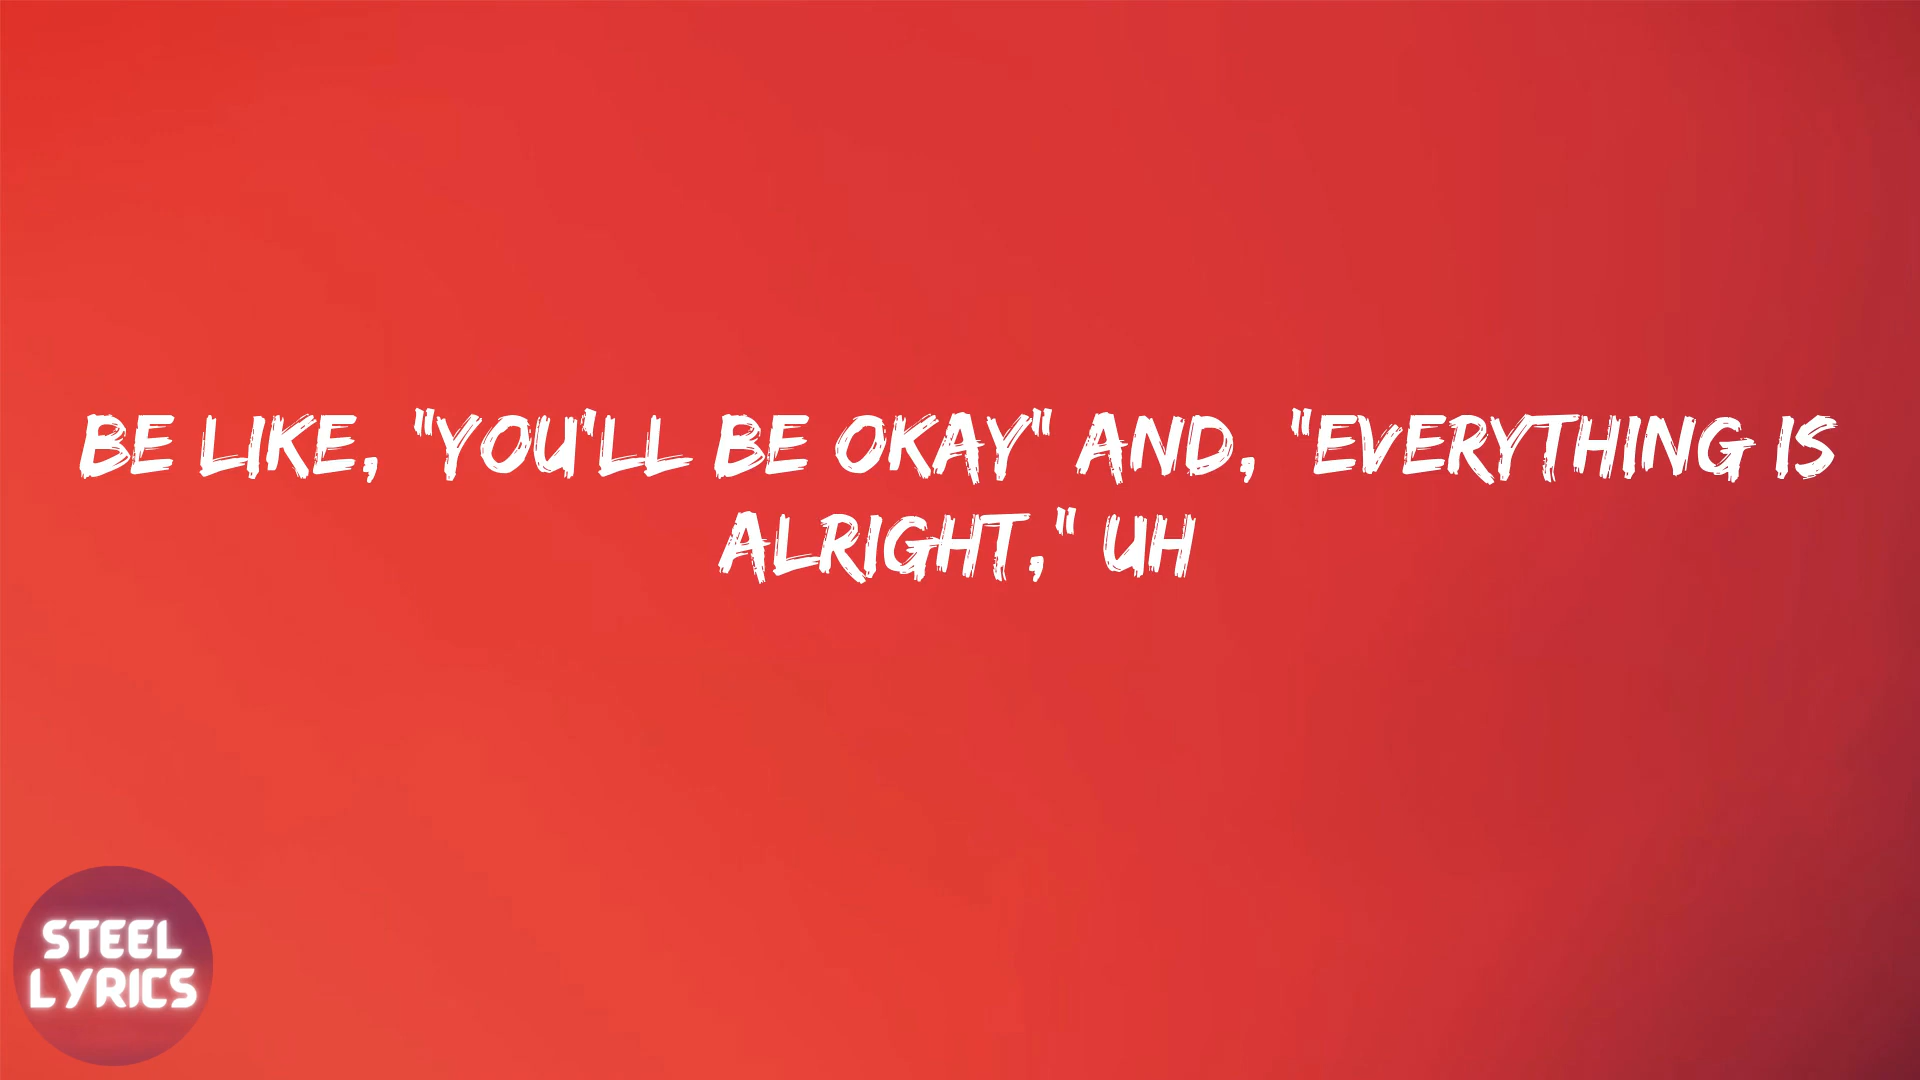 BE LIKE, "YOU'LL BE OKAY" AND, "EVERYTHING IS
ALRIGHT," UH
STEEL
LYRICS